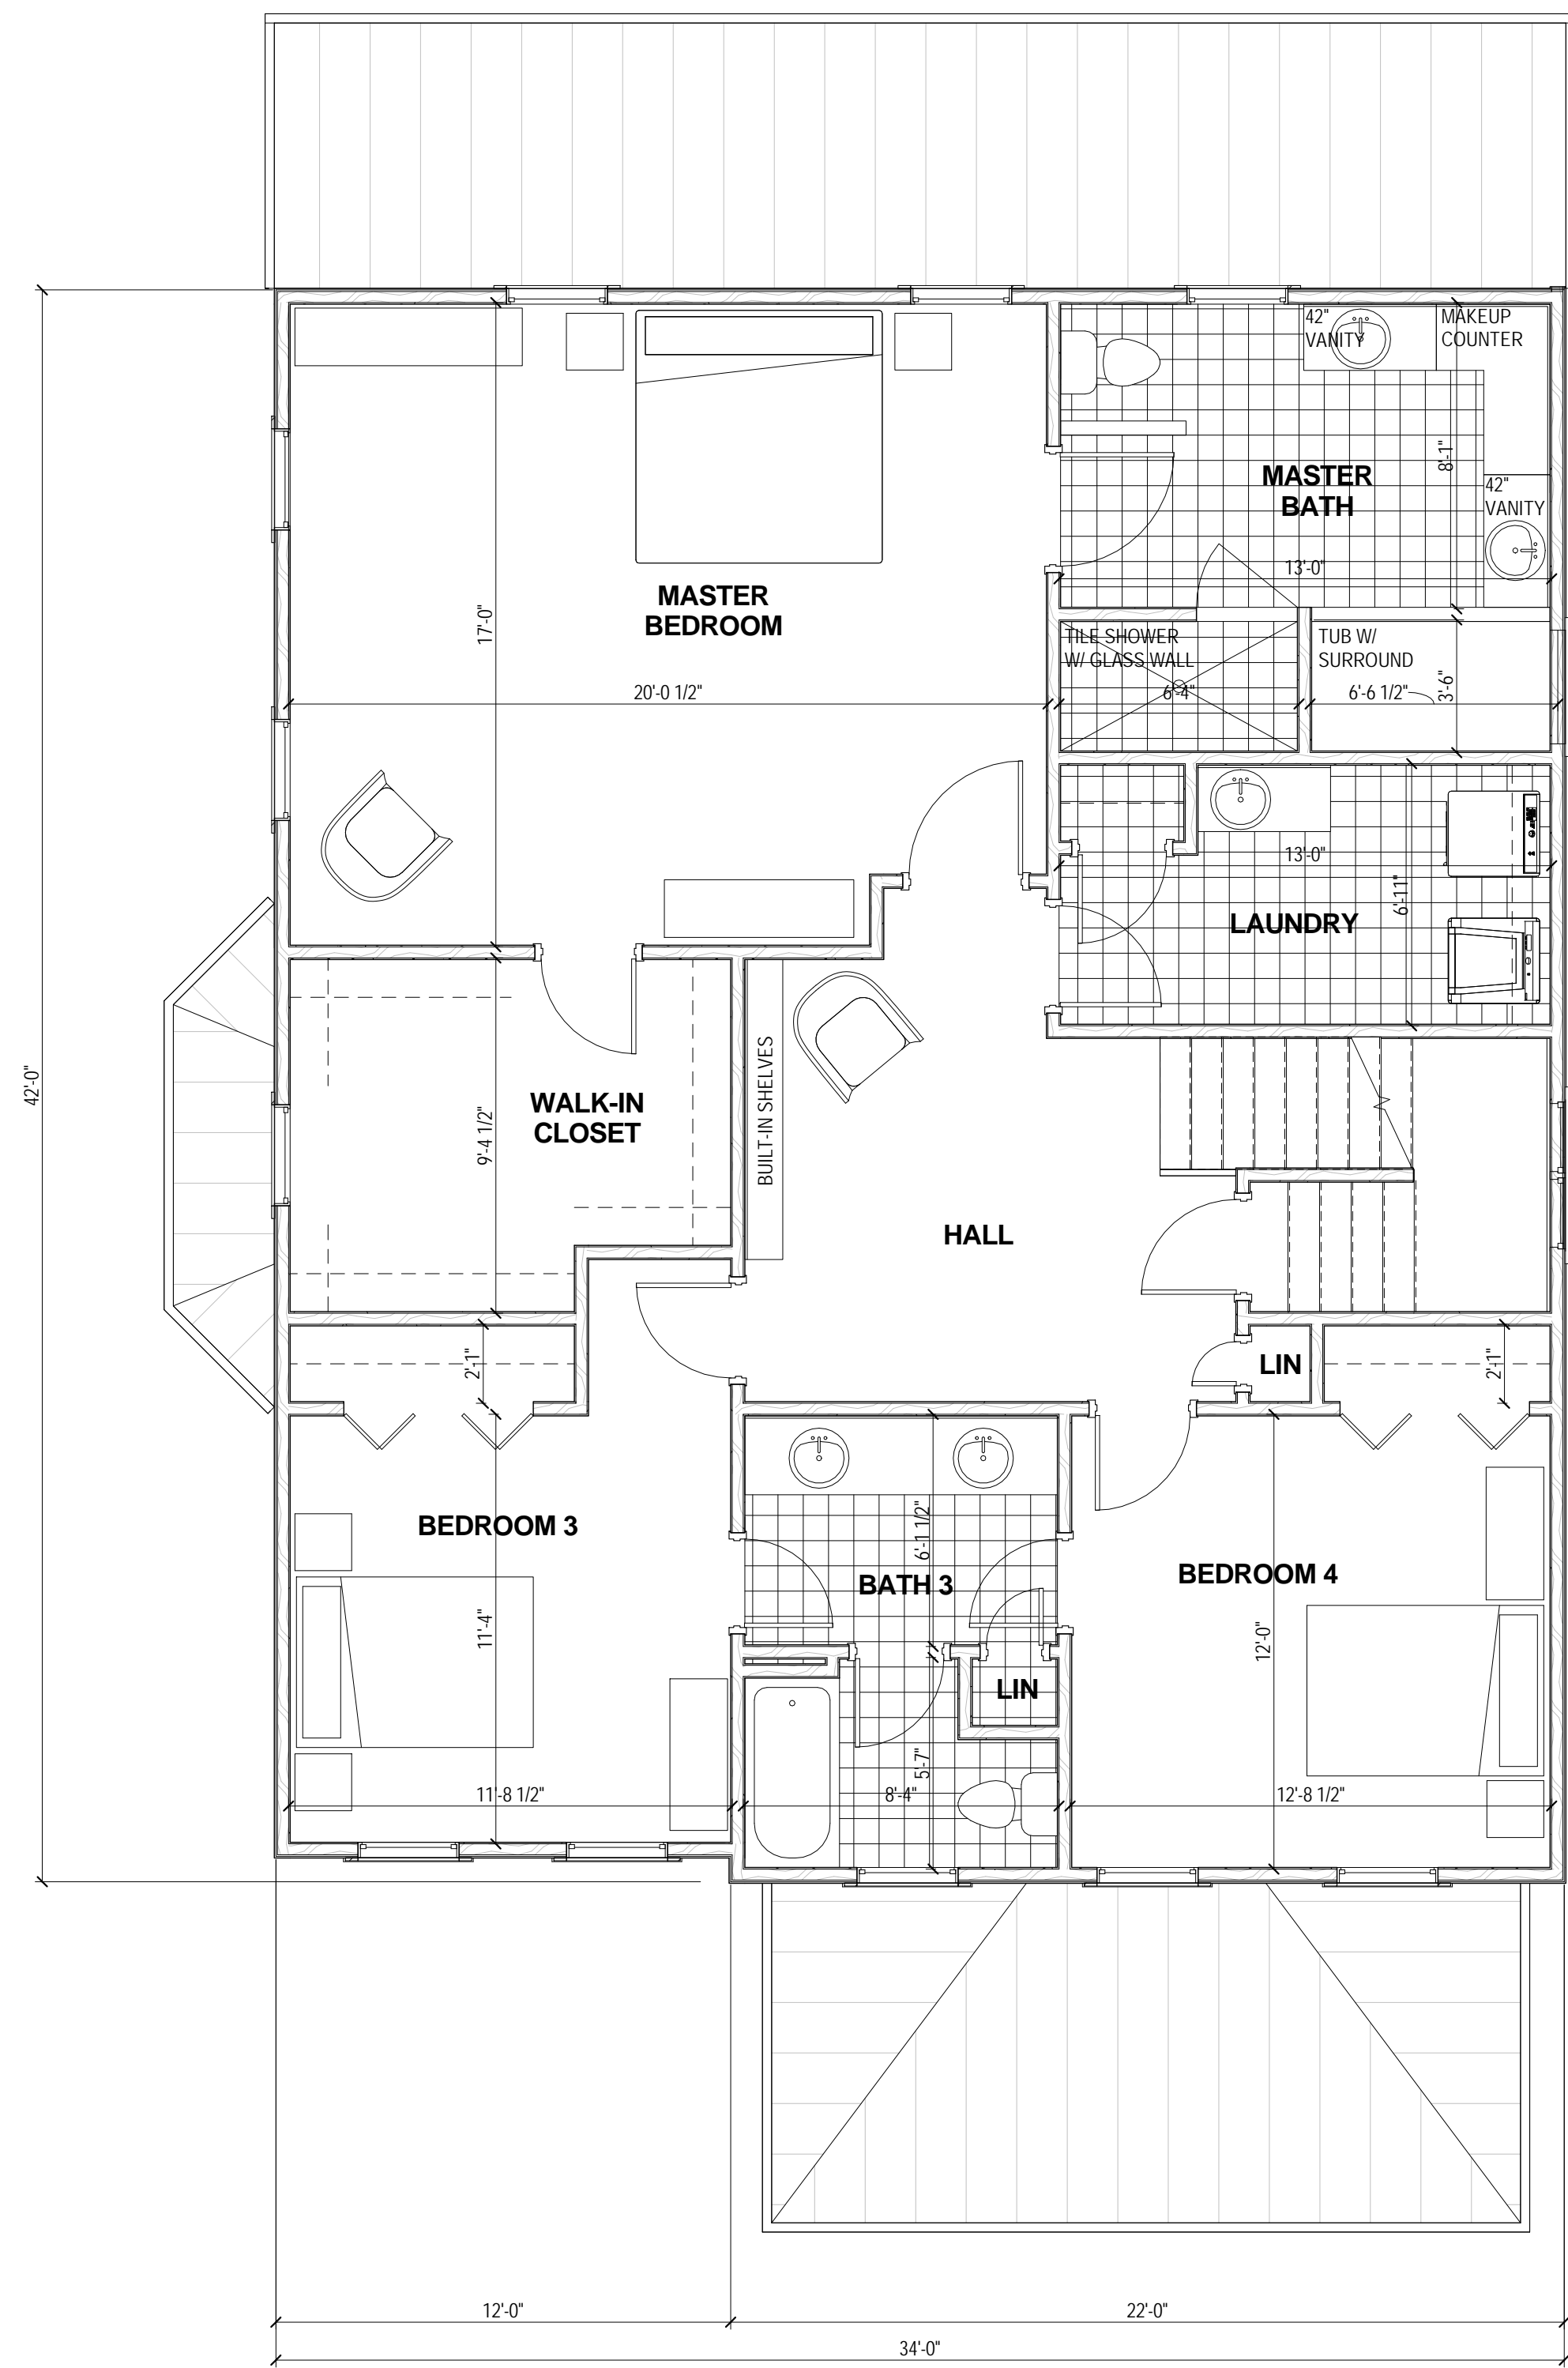 42"
VANITY
MAKEUP
COUNTER
8'-1"
MASTER
BATH
42"
VANITY
13'-0"
MASTER
BEDROOM
17'-0"
TILE SHOWER
W/ GLASS WALL
TUB W/
SURROUND
20'-0 1/2"
6'-4"
6'-6 1/2"
3'-6"
13'-0"
6'-11"
LAUNDRY
42'-0"
WALK-IN
CLOSET
9'-4 1/2"
BUILT-IN SHELVES
HALL
2'-1"
LIN
2'-1"
BEDROOM 3
6'-1 1/2"
BATH 3
BEDROOM 4
11'-4"
12'-0"
LIN
5'-7"
11'-8 1/2"
8'-4"
12'-8 1/2"
12'-0"
22'-0"
34'-0"